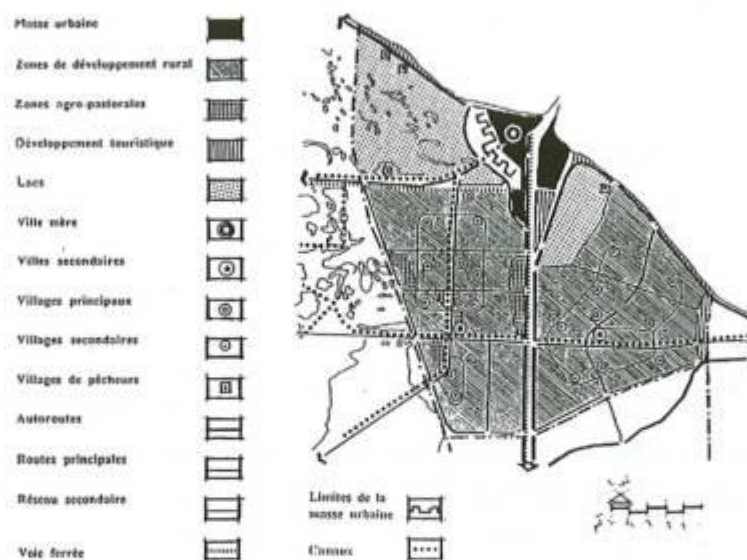 Masse urbaine
Zones de développement rural
Zones agro-pastorales
Développement touristique
Lacs
Ville mère
Villes secondaires
Villages principaux
Villages secondaires
Villages de pêcheurs
Autoroutes
Routes principales
Réseau secondaire
Voie ferrée
Limites de la
masse urbaine
Canaux